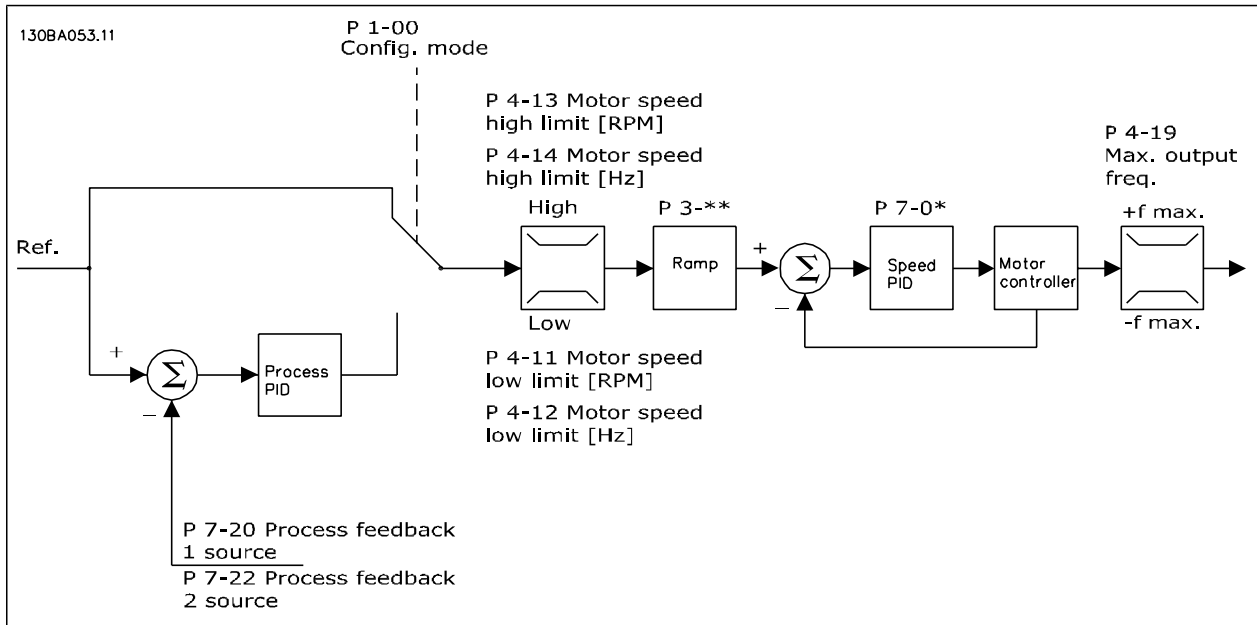 130BA053.11
P 1-00
Config. mode
P 4-13 Motor speed
high limit [RPM]
P 4-14 Motor speed
high limit [Hz]
P 4-19
Max. output
freq.
High
P 3-**
P 7-0*
+f max.
Ref.
+
Ramp
+
Σ
−
Speed
PID
Motor
controller
Low
-f max.
+
Σ
−
Process
PID
P 4-11 Motor speed
low limit [RPM]
P 4-12 Motor speed
low limit [Hz]
P 7-20 Process feedback
1 source
P 7-22 Process feedback
2 source